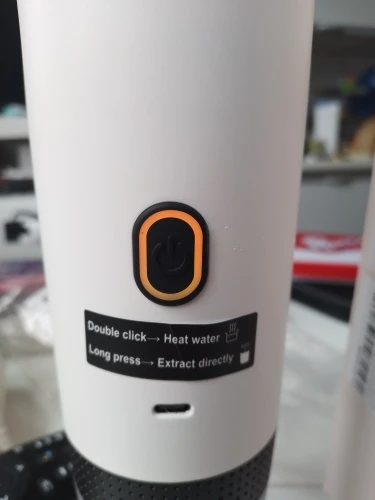 Double click→ Heat water
Long press→ Extract directly